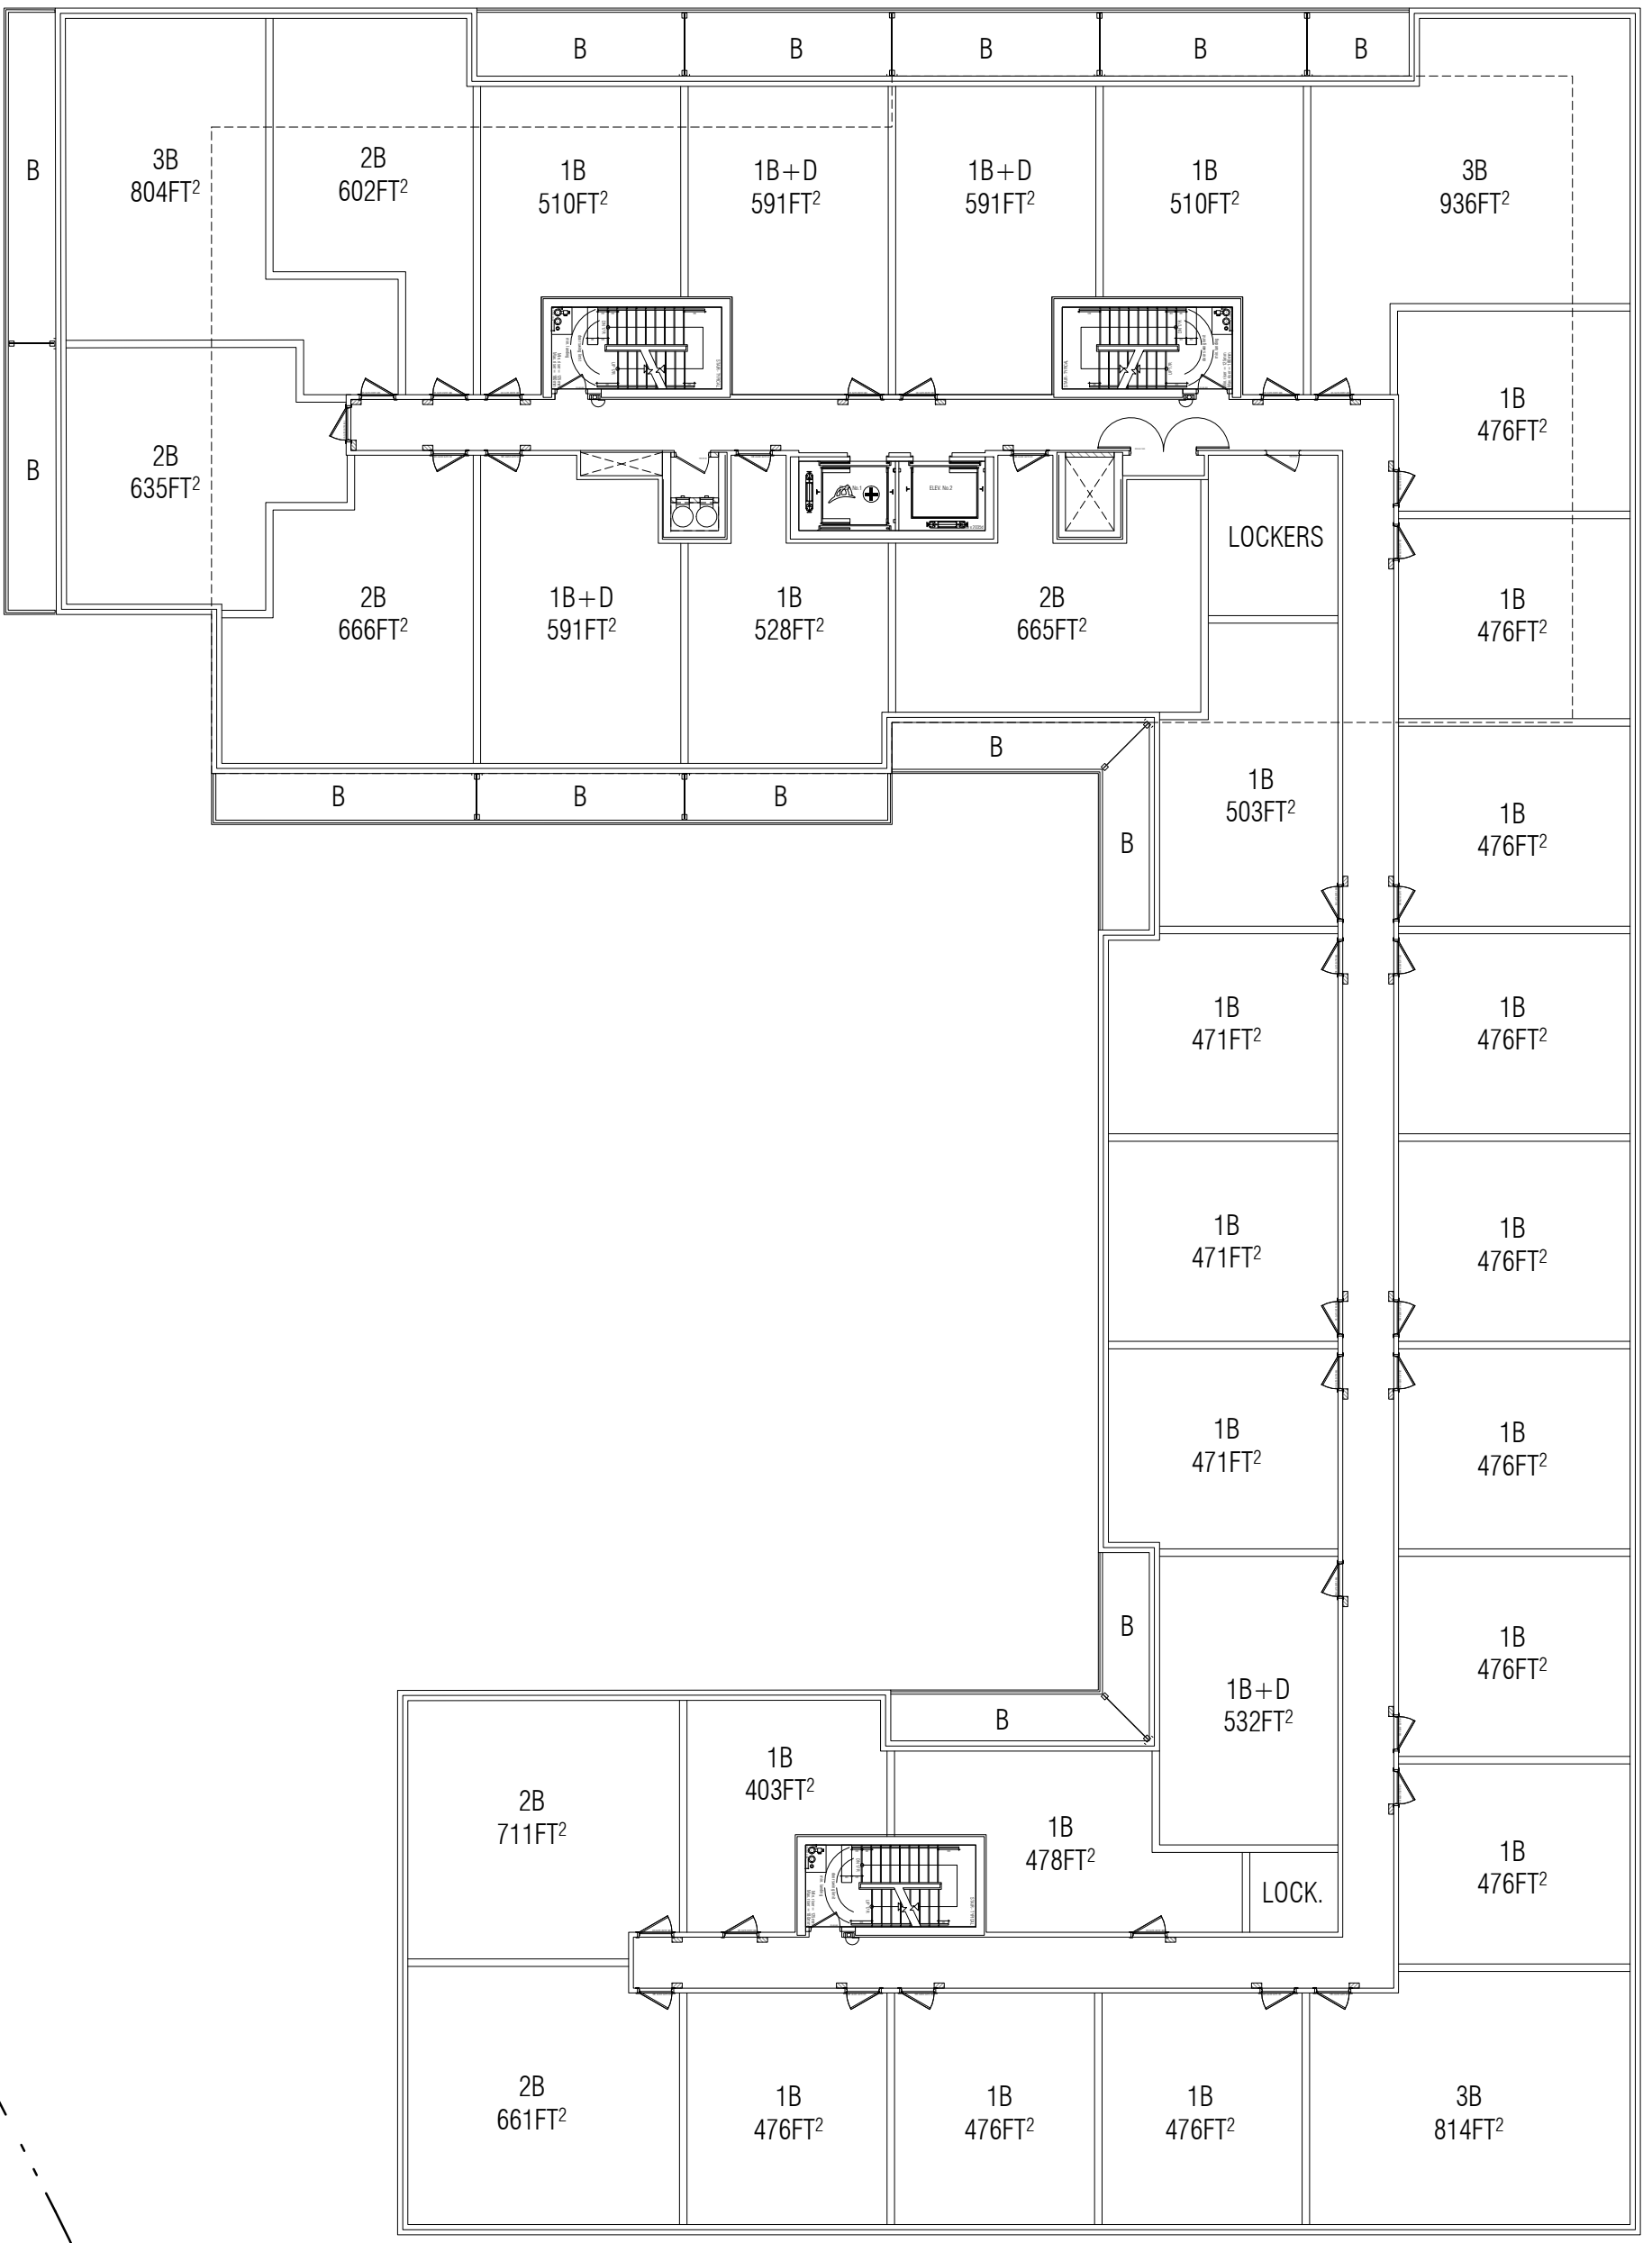 B
B
B
B
B
B
3B
804FT²
2B
602FT²
1B
510FT²
1B+D
591FT²
1B+D
591FT²
1B
510FT²
3B
936FT²
1B
476FT²
B
2B
635FT²
ELEV. No.2
LOCKERS
2B
666FT²
1B+D
591FT²
1B
528FT²
2B
665FT²
1B
476FT²
B
B
B
B
1B
503FT²
B
1B
476FT²
1B
471FT²
1B
476FT²
1B
471FT²
1B
476FT²
1B
471FT²
1B
476FT²
B
1B
476FT²
B
1B+D
532FT²
1B
403FT²
2B
711FT²
1B
478FT²
LOCK.
1B
476FT²
2B
661FT²
1B
476FT²
1B
476FT²
1B
476FT²
3B
814FT²